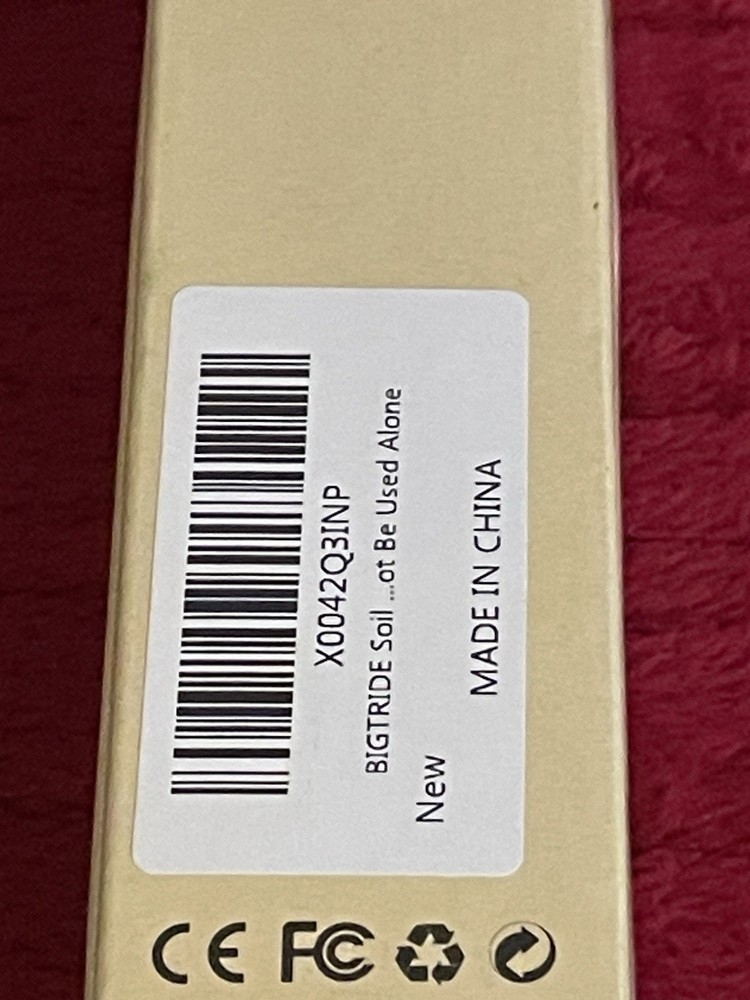 X0042Q3INP
BIGTRIDE Soil ...ot Be Used Alone
New
MADE IN CHINA
CE FC